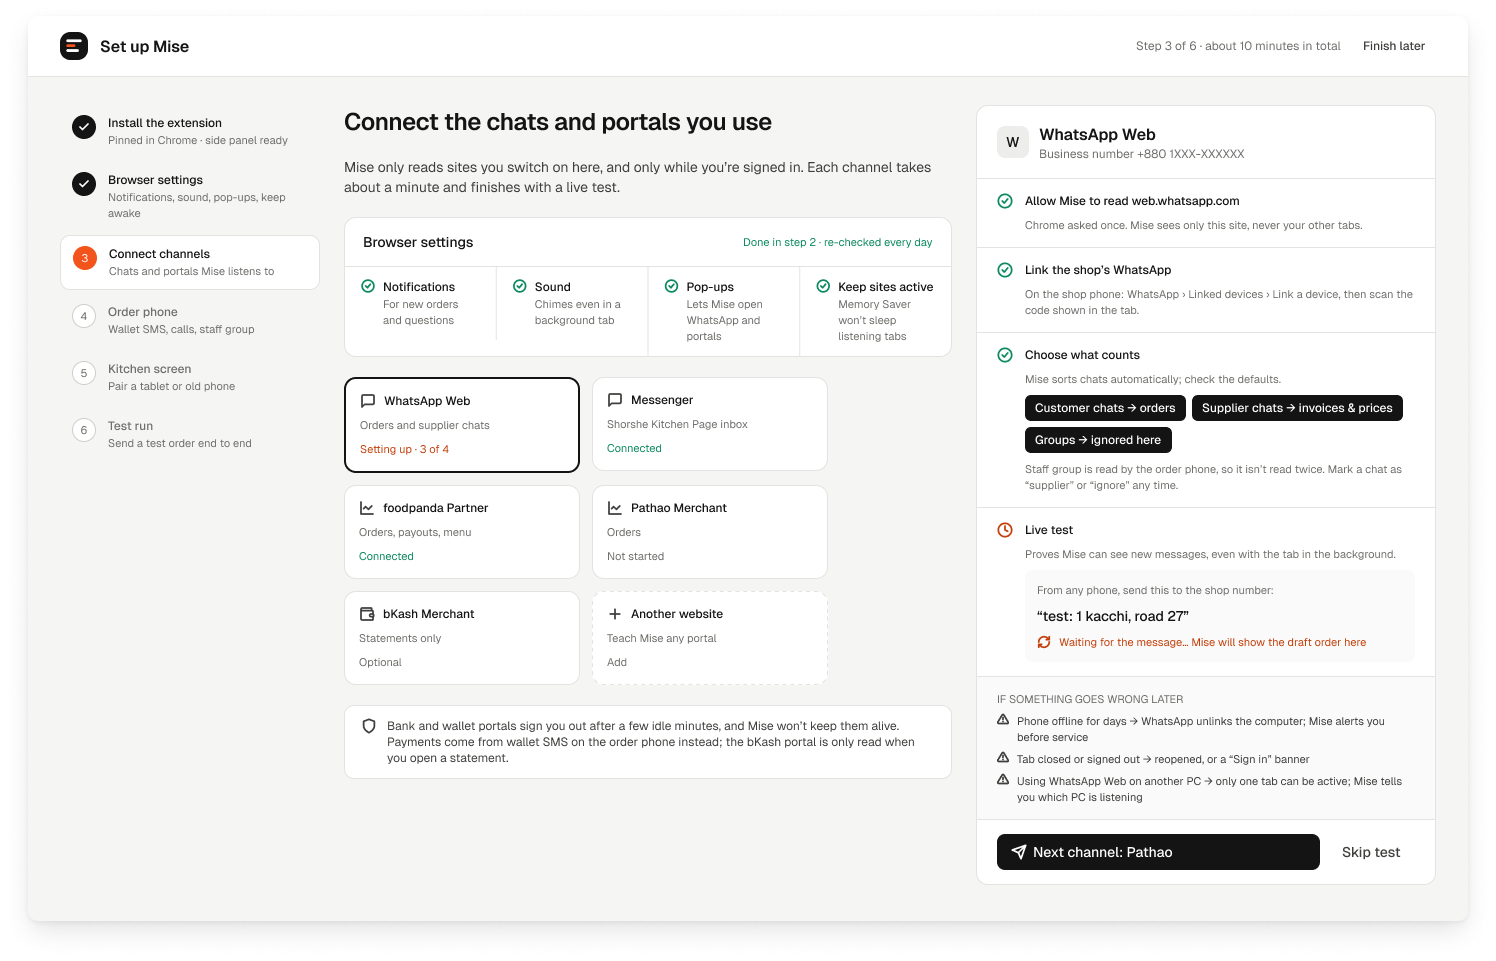 Set up Mise
Step 3 of 6 · about 10 minutes in total
Finish later
Install the extension
Pinned in Chrome · side panel ready
Browser settings
Notifications, sound, pop-ups, keep
awake
3
Connect channels
Chats and portals Mise listens to
4
Order phone
Wallet SMS, calls, staff group
5
Kitchen screen
Pair a tablet or old phone
6
Test run
Send a test order end to end
Connect the chats and portals you use
Mise only reads sites you switch on here, and only while you’re signed in. Each channel takes
about a minute and finishes with a live test.
Browser settings
Done in step 2 · re-checked every day
Notifications
For new orders
and questions
Sound
Chimes even in a
background tab
Pop-ups
Lets Mise open
WhatsApp and
portals
Keep sites active
Memory Saver
won’t sleep
listening tabs
WhatsApp Web
Orders and supplier chats
Setting up · 3 of 4
Messenger
Shorshe Kitchen Page inbox
Connected
foodpanda Partner
Orders, payouts, menu
Connected
Pathao Merchant
Orders
Not started
bKash Merchant
Statements only
Optional
Another website
Teach Mise any portal
Add
Bank and wallet portals sign you out after a few idle minutes, and Mise won’t keep them alive.
Payments come from wallet SMS on the order phone instead; the bKash portal is only read when
you open a statement.
W
WhatsApp Web
Business number +880 1XXX-XXXXXX
Allow Mise to read web.whatsapp.com
Chrome asked once. Mise sees only this site, never your other tabs.
Link the shop’s WhatsApp
On the shop phone: WhatsApp › Linked devices › Link a device, then scan the
code shown in the tab.
Choose what counts
Mise sorts chats automatically; check the defaults.
Customer chats → orders
Supplier chats → invoices & prices
Groups → ignored here
Staff group is read by the order phone, so it isn’t read twice. Mark a chat as
“supplier” or “ignore” any time.
Live test
Proves Mise can see new messages, even with the tab in the background.
From any phone, send this to the shop number:
“test: 1 kacchi, road 27”
Waiting for the message… Mise will show the draft order here
IF SOMETHING GOES WRONG LATER
Phone offline for days → WhatsApp unlinks the computer; Mise alerts you
before service
Tab closed or signed out → reopened, or a “Sign in” banner
Using WhatsApp Web on another PC → only one tab can be active; Mise tells
you which PC is listening
Next channel: Pathao
Skip test